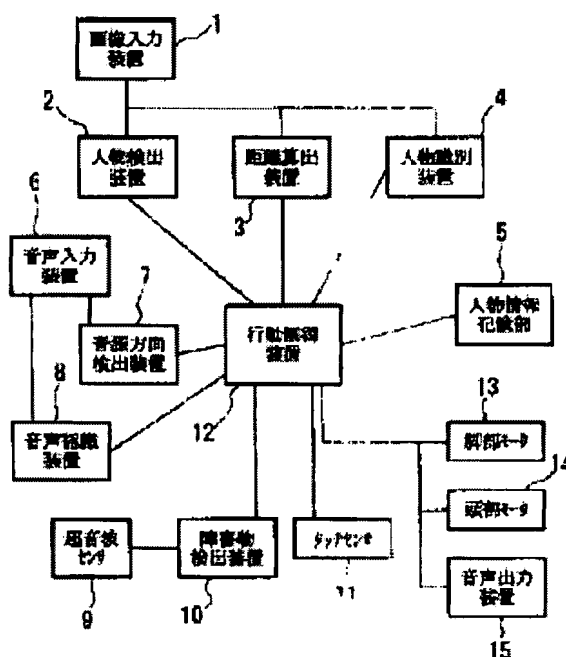 1
画像入力
装置
2
4
人物検出
装置
距離算出
装置
人物識別
装置
6
3
音声入力
装置
7
5
音源方向
検出装置
行動制御
装置
人物情報
記憶部
8
12
13
音声認識
装置
脚部モータ
14
頭部モータ
超音波
センサ
障害物
検出装置
タッチセンサ
音声出力
装置
9
10
11
15